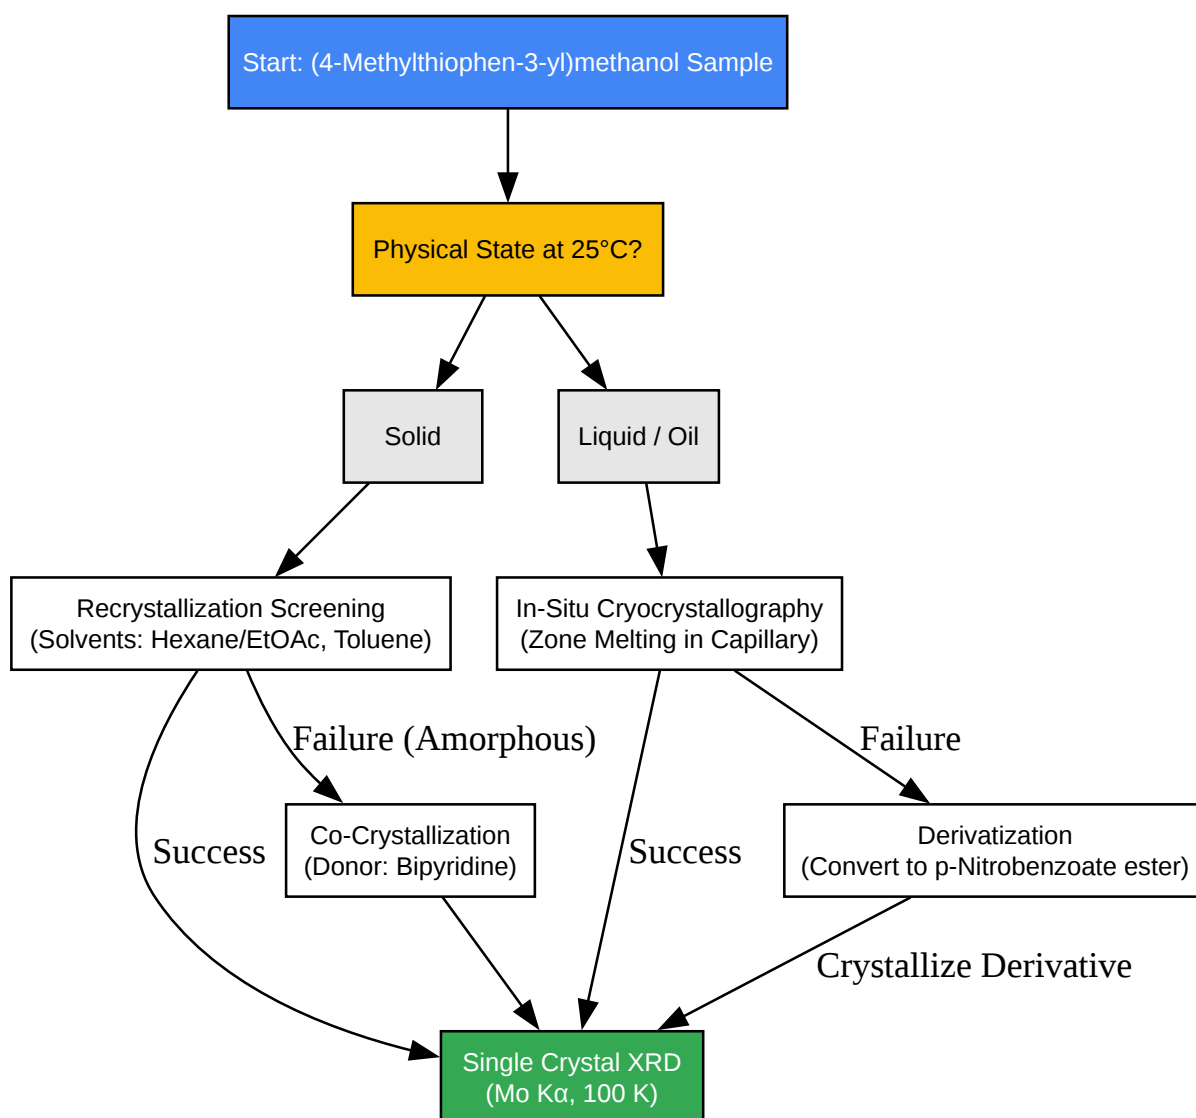 Start: (4-Methylthiophen-3-yl)methanol Sample
Physical State at 25°C?
Solid
Liquid / Oil
Recrystallization Screening
(Solvents: Hexane/EtOAc, Toluene)
In-Situ Cryocrystallography
(Zone Melting in Capillary)
Failure (Amorphous)
Failure
Co-Crystallization
(Donor: Bipyridine)
Derivatization
(Convert to p-Nitrobenzoate ester)
Success
Success
Crystallize Derivative
Single Crystal XRD
(Mo Kα, 100 K)